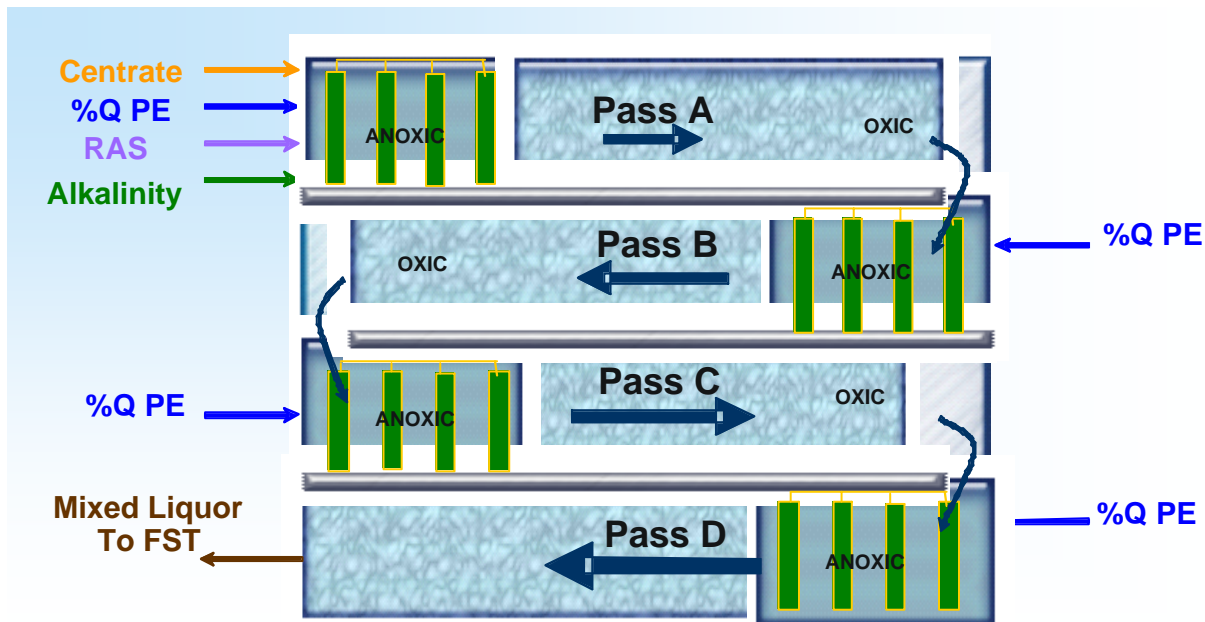 Centrate
%Q PE
RAS
Alkalinity
ANOXIC
Pass A
OXIC
OXIC
Pass B
ANOXIC
%Q PE
%Q PE
ANOXIC
Pass C
OXIC
Mixed Liquor
To FST
Pass D
ANOXIC
%Q PE